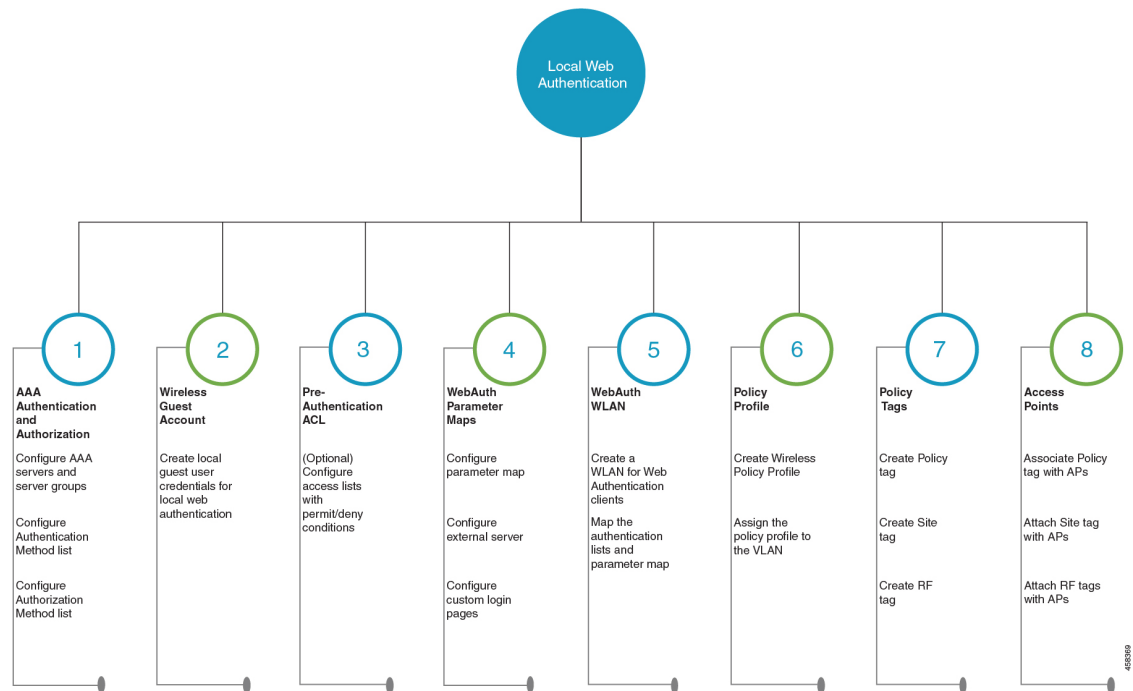 Local Web
Authentication
1
AAA
Authentication
and
Authorization
Configure AAA
servers and
server groups
Configure
Authentication
Method list
Configure
Authorization
Method list
2
Wireless
Guest
Account
Create local
guest user
credentials for
local web
authentication
3
Pre-
Authentication
ACL
(Optional)
Configure
access lists
with
permit/deny
conditions
4
WebAuth
Parameter
Maps
Configure
parameter map
Configure
external server
Configure
custom login
pages
5
WebAuth
WLAN
Create a
WLAN for Web
Authentication
clients
Map the
authentication
lists and
parameter map
6
Policy
Profile
Create Wireless
Policy Profile
Assign the
policy profile to
the VLAN
7
Policy
Tags
Create Policy
tag
Create Site
tag
Create RF
tag
8
Access
Points
Associate Policy
tag with APs
Attach Site tag
with APs
Attach RF tags
with APs
458369